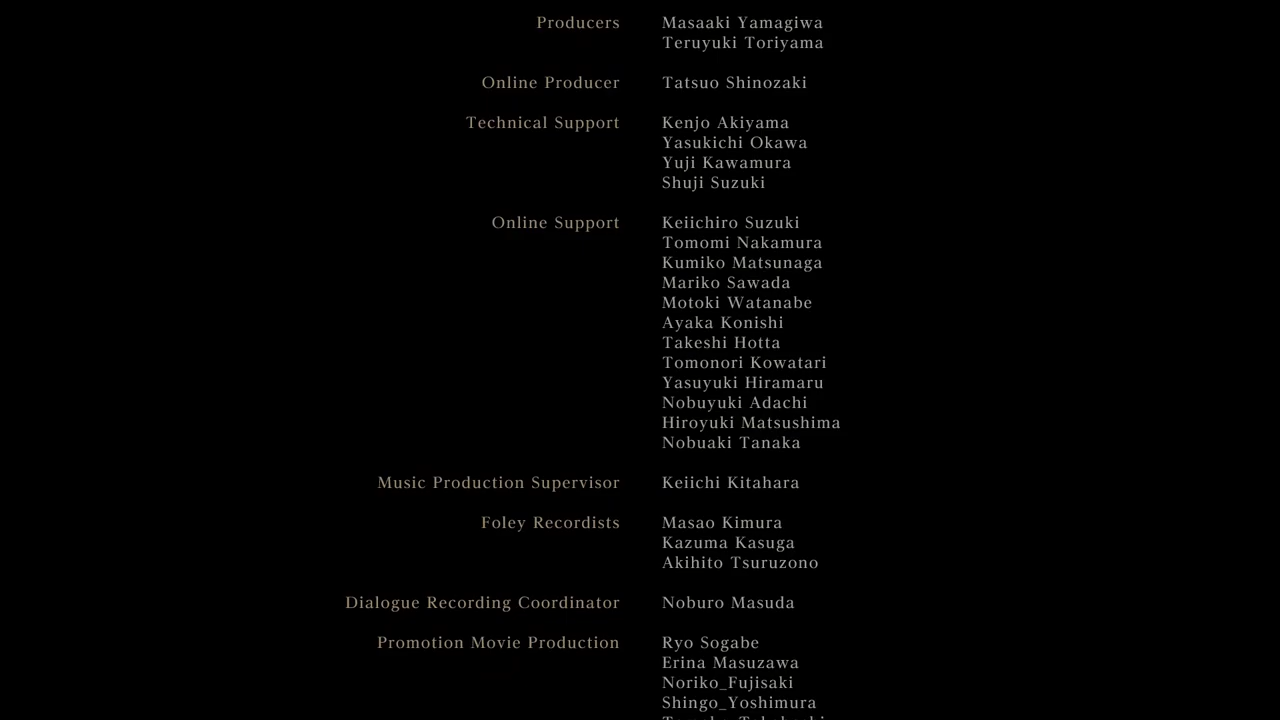 Producers Masaaki Yamagiwa
Teruyuki Toriyama
Online Producer Tatsuo Shinozaki
Technical Support Kenjo Akiyama
Yasukichi Okawa
Yuji Kawamura
Shuji Suzuki
Online Support Keiichiro Suzuki
Tomomi Nakamura
Kumiko Matsunaga
Mariko Sawada
Motoki Watanabe
Ayaka Konishi
Takeshi Hotta
Tomonori Kowatari
Yasuyuki Hiramaru
Nobuyuki Adachi
Hiroyuki Matsushima
Nobuaki Tanaka
Music Production Supervisor Keiichi Kitahara
Foley Recordists Masao Kimura
Kazuma Kasuga
Akihito Tsuruzono
Dialogue Recording Coordinator Noburo Masuda
Promotion Movie Production Ryo Sogabe
Erina Masuzawa
Noriko_Fujisaki
Shingo_Yoshimura